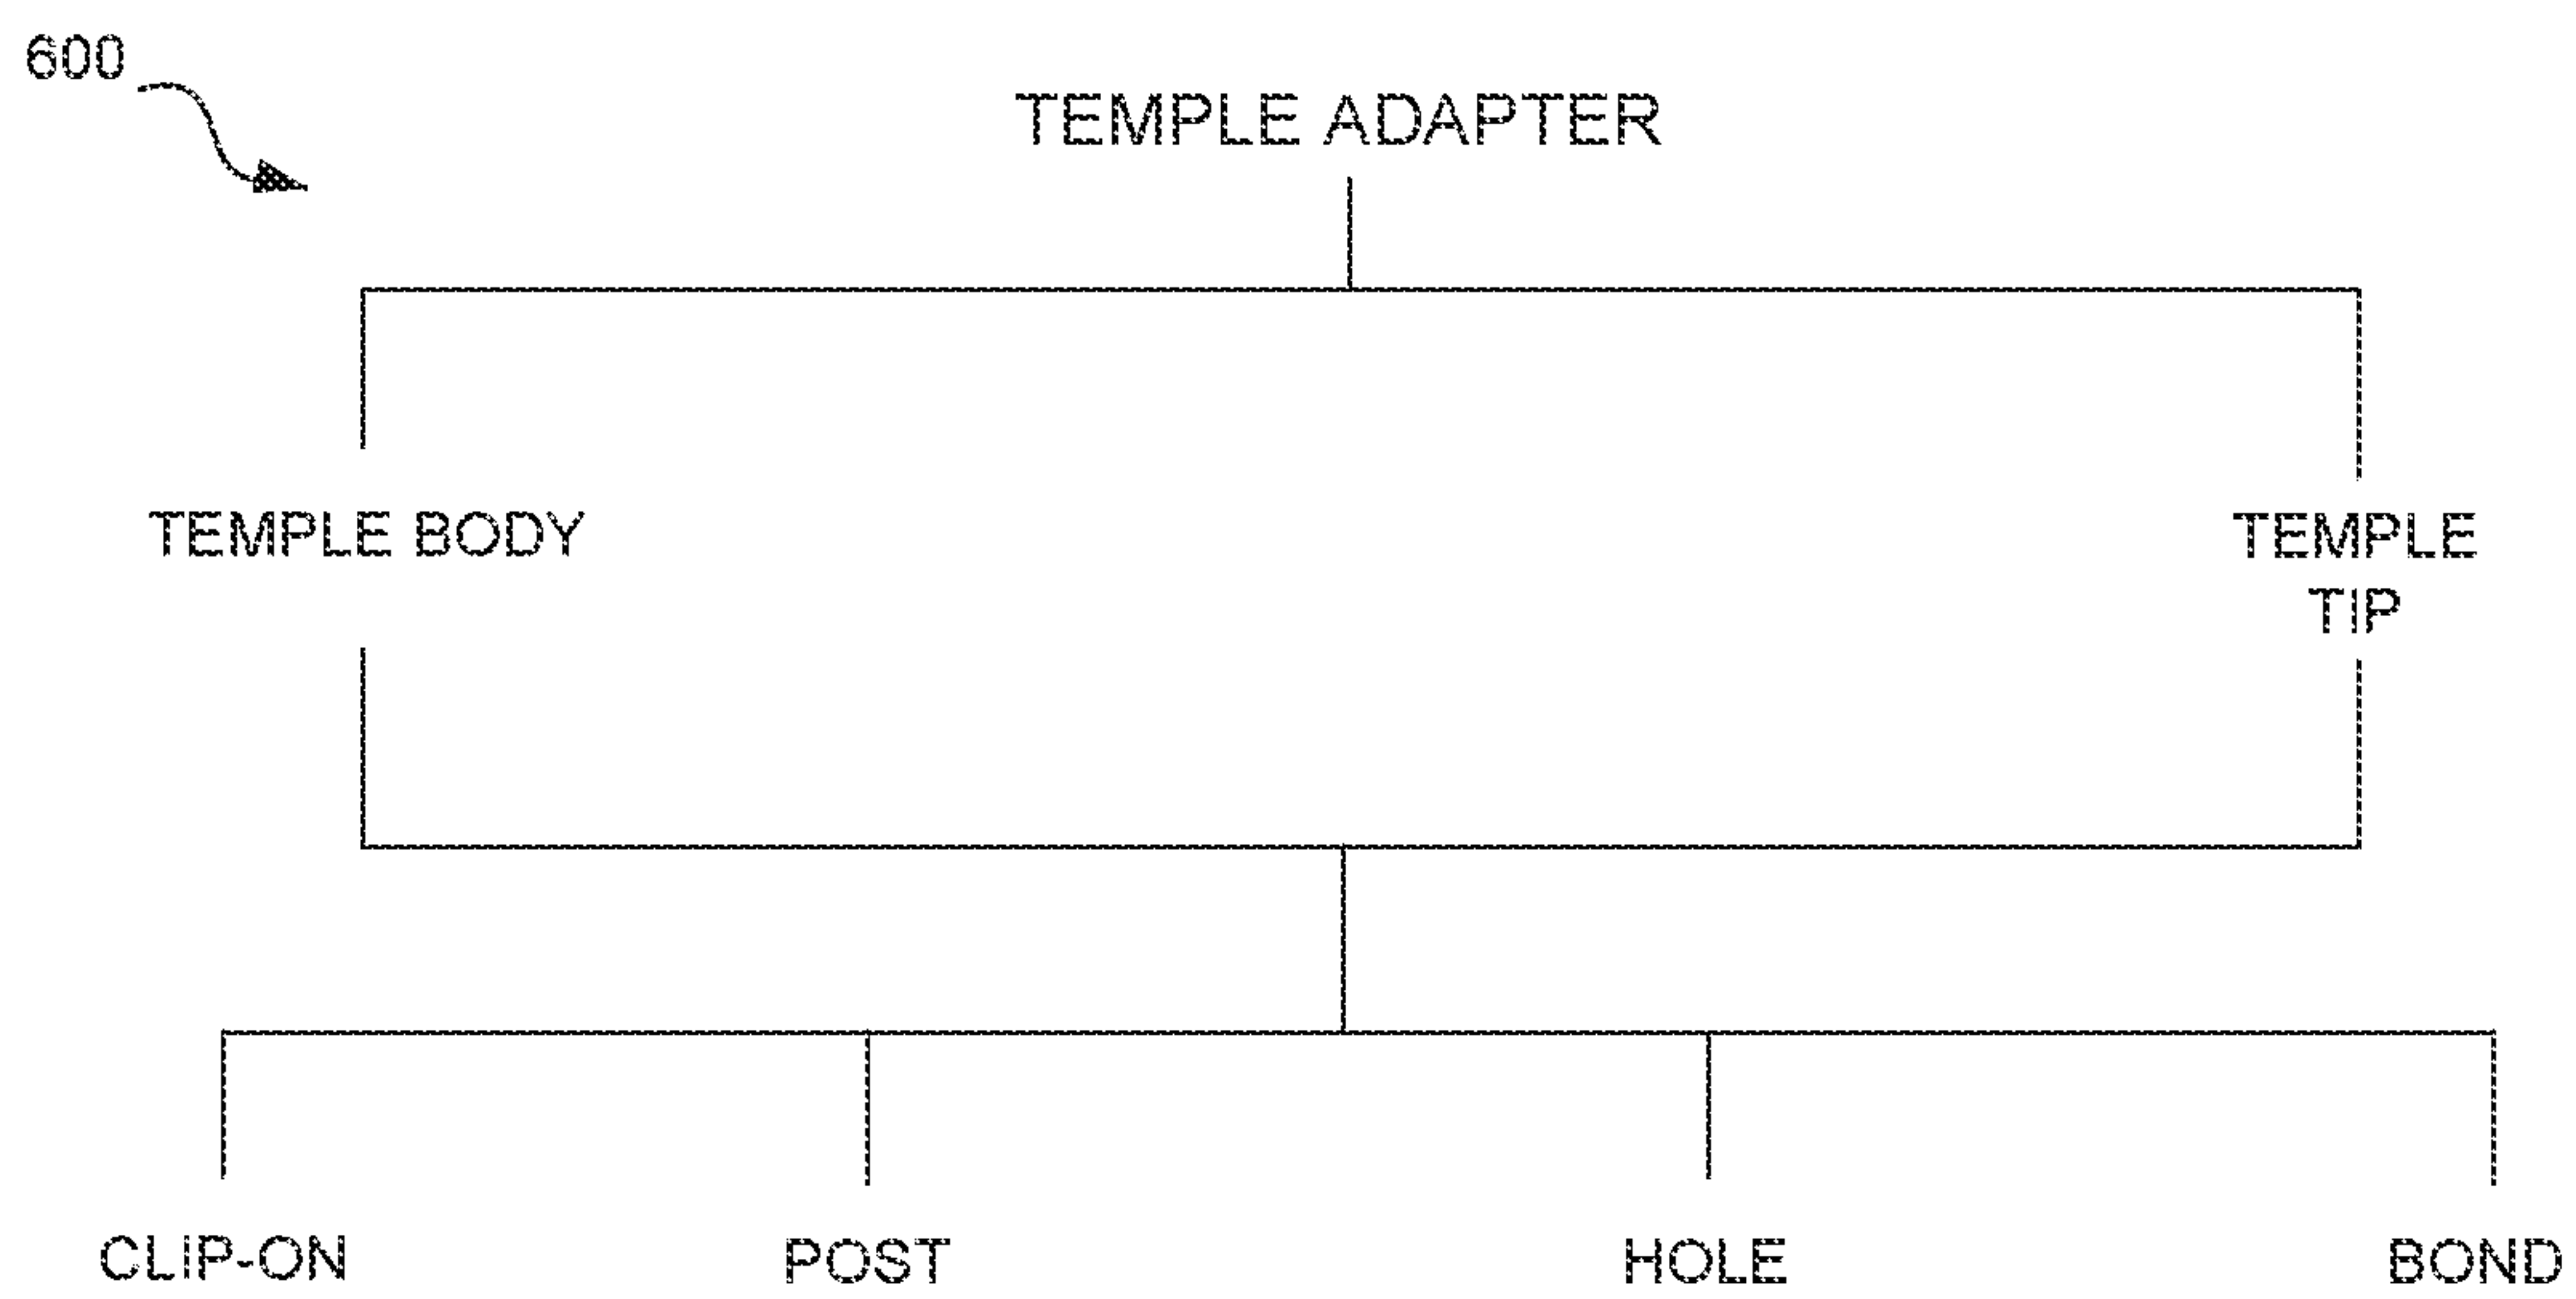 600
TEMPLE ADAPTER
TEMPLE BODY
TEMPLE
TIP
CLIP-ON
POST
HOLE
BOND